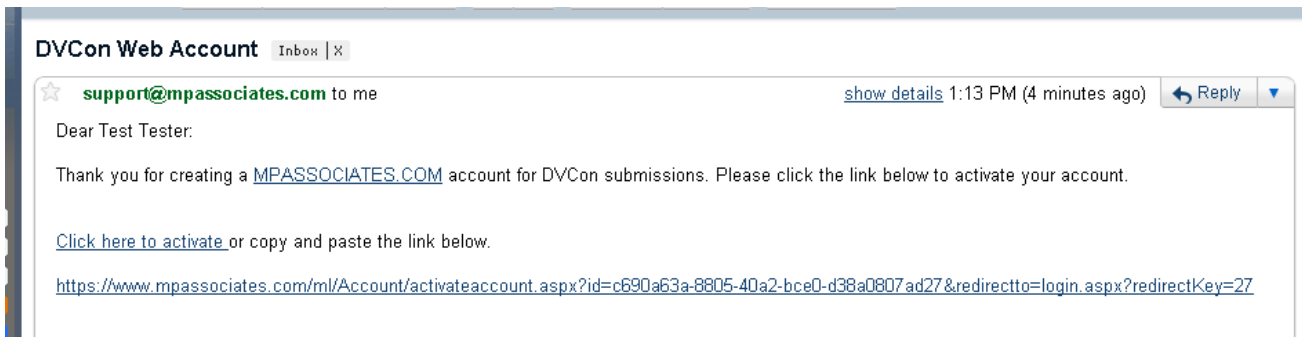 DVCon Web Account Inbox | X
support@mpassociates.com to me show details 1:13 PM (4 minutes ago) Reply
Dear Test Tester:
Thank you for creating a MPASSOCIATES.COM account for DVCon submissions. Please click the link below to activate your account.
Click here to activate or copy and paste the link below.
https://www.mpassociates.com/ml/Account/activateaccount.aspx?id=c690a63a-8805-40a2-bce0-d38a0807ad27&redirectto=login.aspx?redirectKey=27